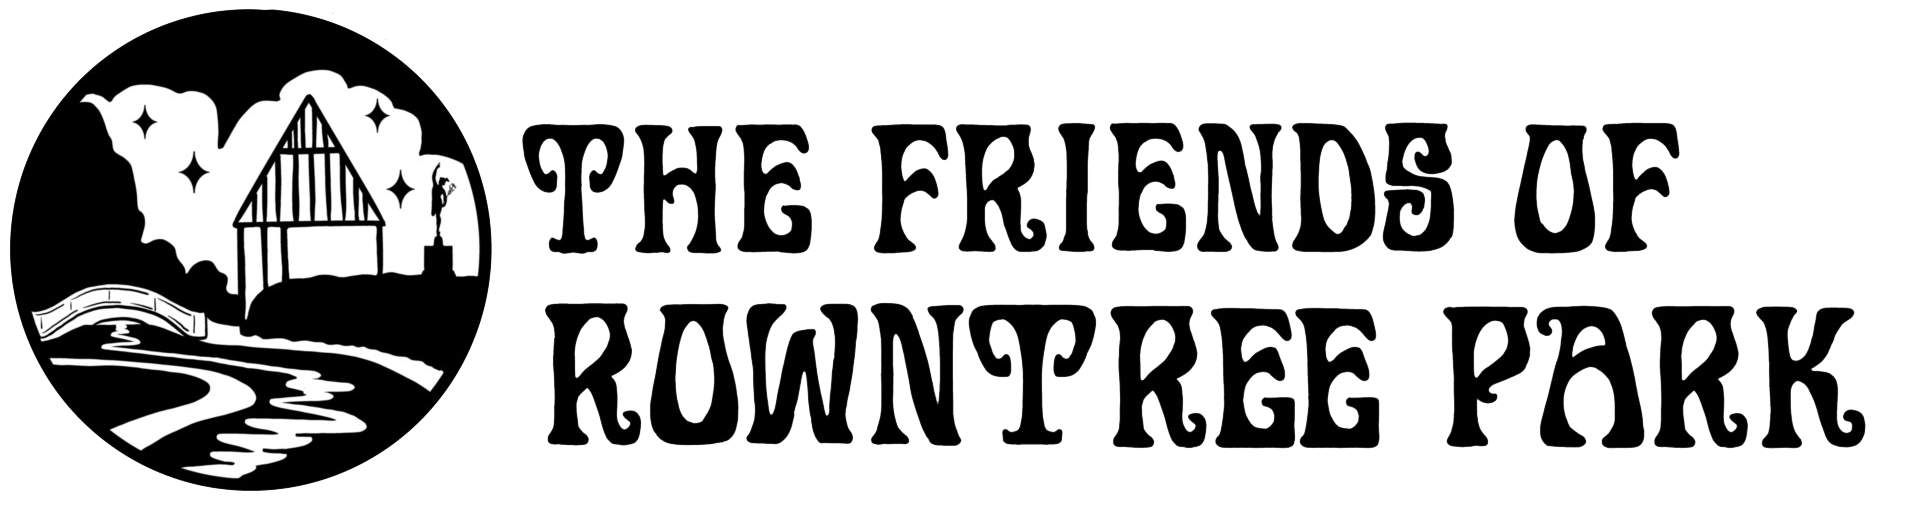 THE FRIENDS OF
ROWNTREE PARK